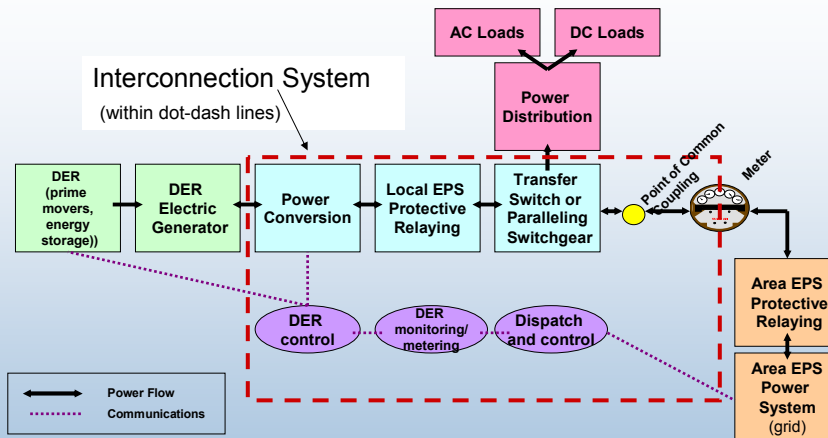 AC Loads
DC Loads
Interconnection System
(within dot-dash lines)
Power
Distribution
DER
(prime
movers,
energy
storage))
DER
Electric
Generator
Power
Conversion
Local EPS
Protective
Relaying
Transfer
Switch or
Paralleling
Switchgear
Point of Common
Coupling
Meter
Area EPS
Protective
Relaying
DER
control
DER
monitoring/
metering
Dispatch
and control
Area EPS
Power
System
(grid)
Power Flow
Communications